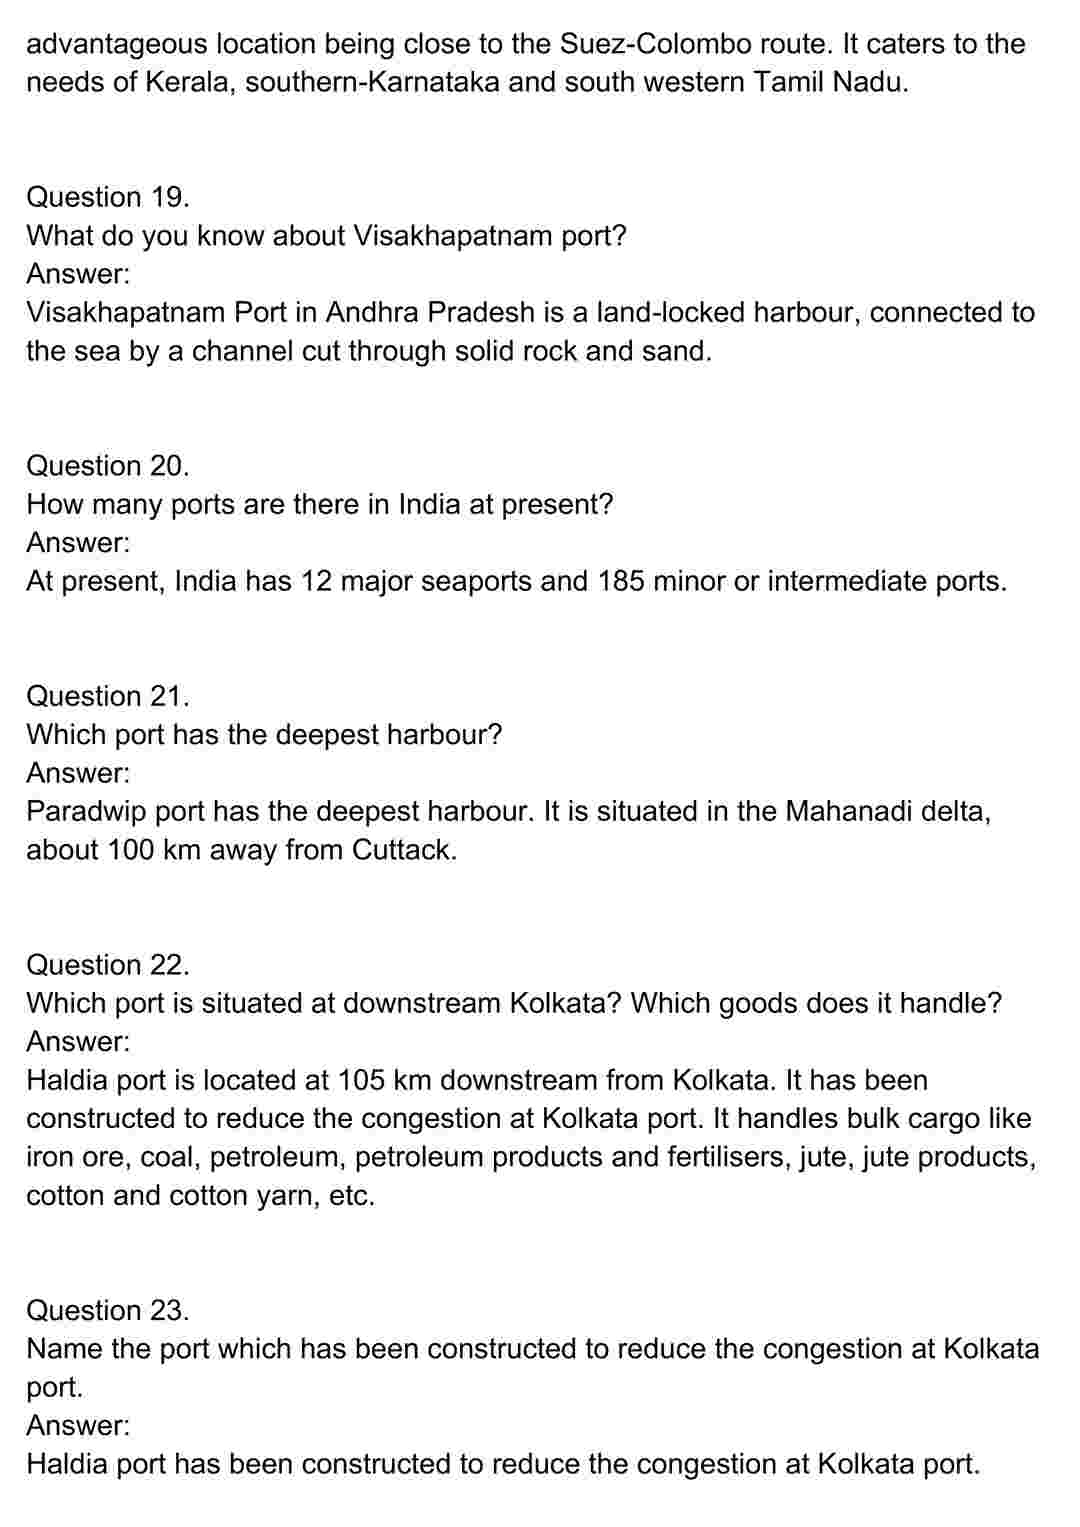 advantageous location being close to the Suez-Colombo route. It caters to the
needs of Kerala, southern-Karnataka and south western Tamil Nadu.
Question 19.
What do you know about Visakhapatnam port?
Answer:
Visakhapatnam Port in Andhra Pradesh is a land-locked harbour, connected to
the sea by a channel cut through solid rock and sand.
Question 20.
How many ports are there in India at present?
Answer:
At present, India has 12 major seaports and 185 minor or intermediate ports.
Question 21.
Which port has the deepest harbour?
Answer:
Paradwip port has the deepest harbour. It is situated in the Mahanadi delta,
about 100 km away from Cuttack.
Question 22.
Which port is situated at downstream Kolkata? Which goods does it handle?
Answer:
Haldia port is located at 105 km downstream from Kolkata. It has been
constructed to reduce the congestion at Kolkata port. It handles bulk cargo like
iron ore, coal, petroleum, petroleum products and fertilisers, jute, jute products,
cotton and cotton yarn, etc.
Question 23.
Name the port which has been constructed to reduce the congestion at Kolkata
port.
Answer:
Haldia port has been constructed to reduce the congestion at Kolkata port.